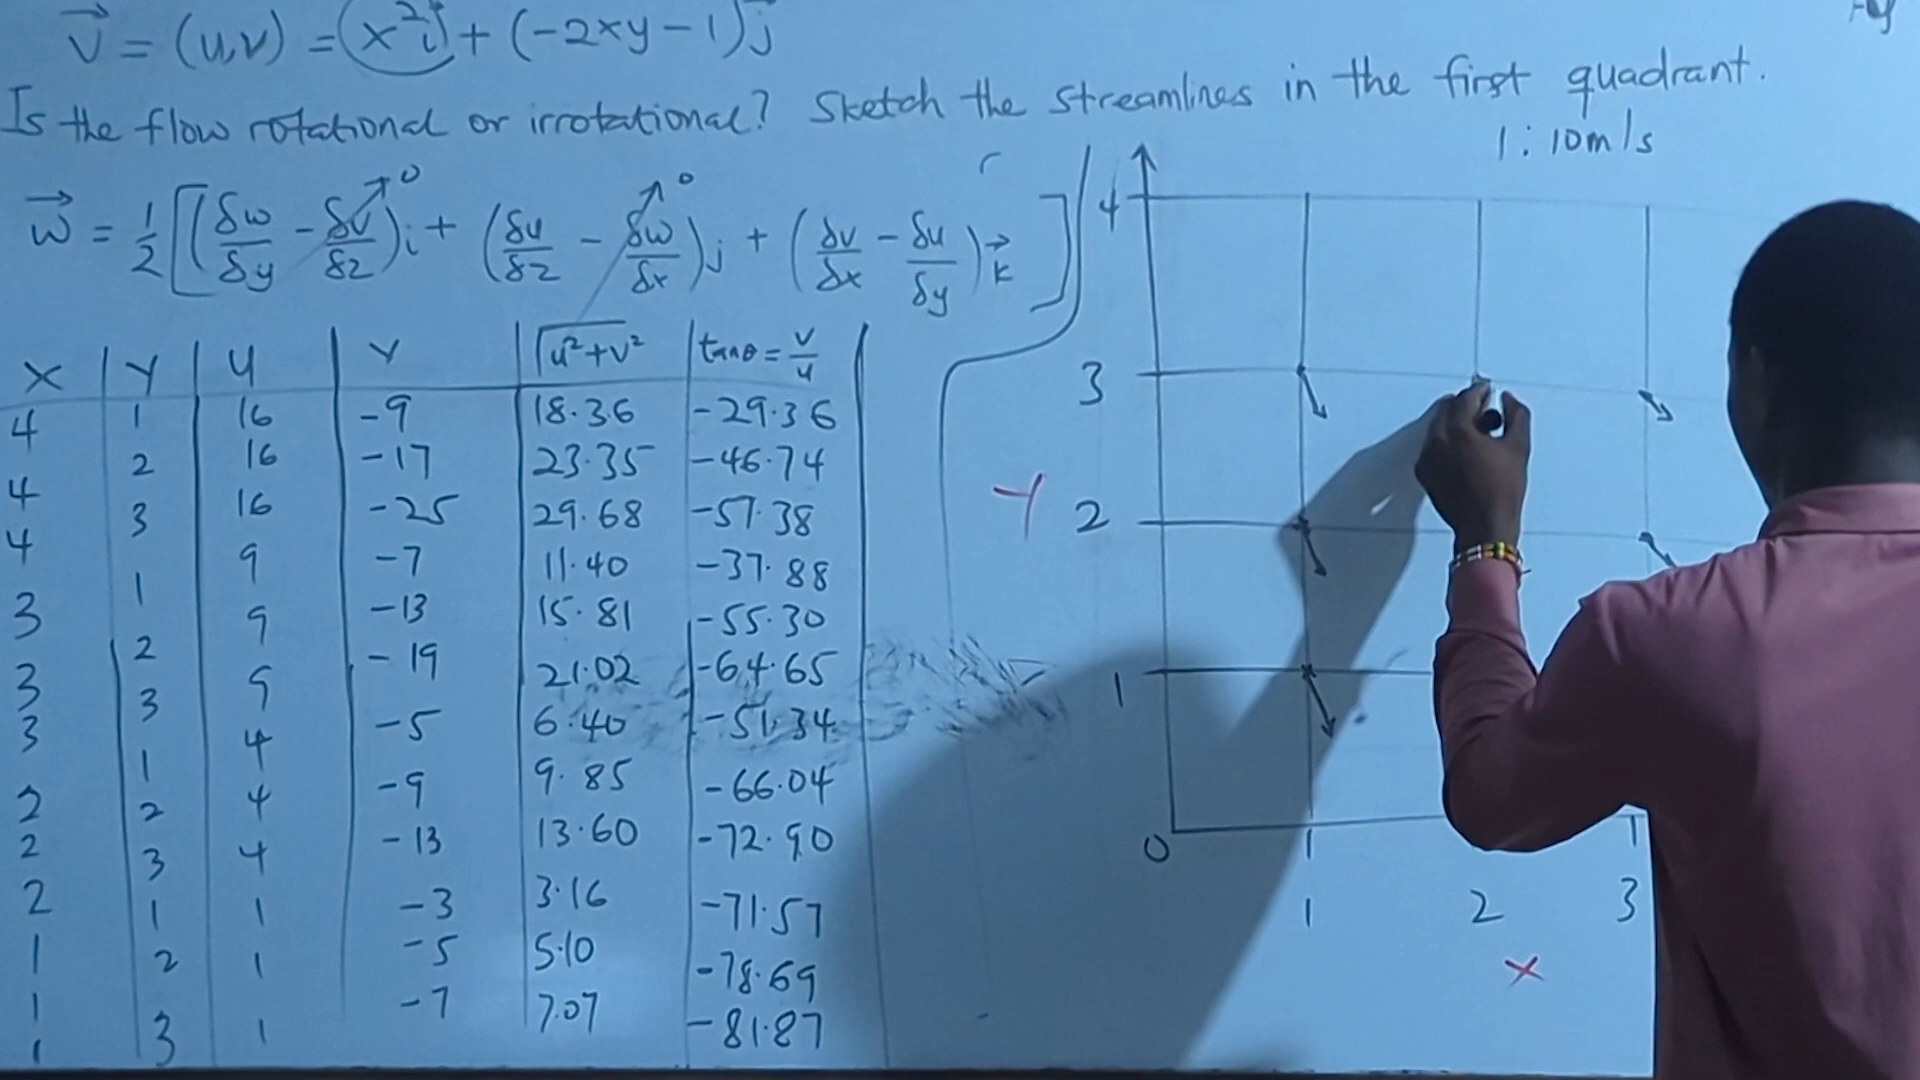 V⃗ = (u,v) = (x²i) + (-2xy-1)j⃗
Is the flow rotational or irrotational? Sketch the streamlines in the first quadrant.
1:10m/s
w⃗ = 1/2 [(δw/δy - δv/δz)i + (δu/δz - δw/δx)j + (δv/δx - δu/δy)k⃗]
0 0
X | Y | U | V | √u²+v² | tanθ = v/u
4 1 16 -9 18.36 -29.36
4 2 16 -17 23.35 -46.74
4 3 16 -25 29.68 -57.38
3 1 9 -7 11.40 -37.88
3 2 9 -13 15.81 -55.30
3 3 9 -19 21.02 -64.65
2 1 4 -5 6.40 -51.34
2 2 4 -9 9.85 -66.04
2 3 4 -13 13.60 -72.90
1 1 1 -3 3.16 -71.57
1 2 1 -5 5.10 -78.69
1 3 1 -7 7.07 -81.87
4
3
Y 2
1
0
1 2 3
X